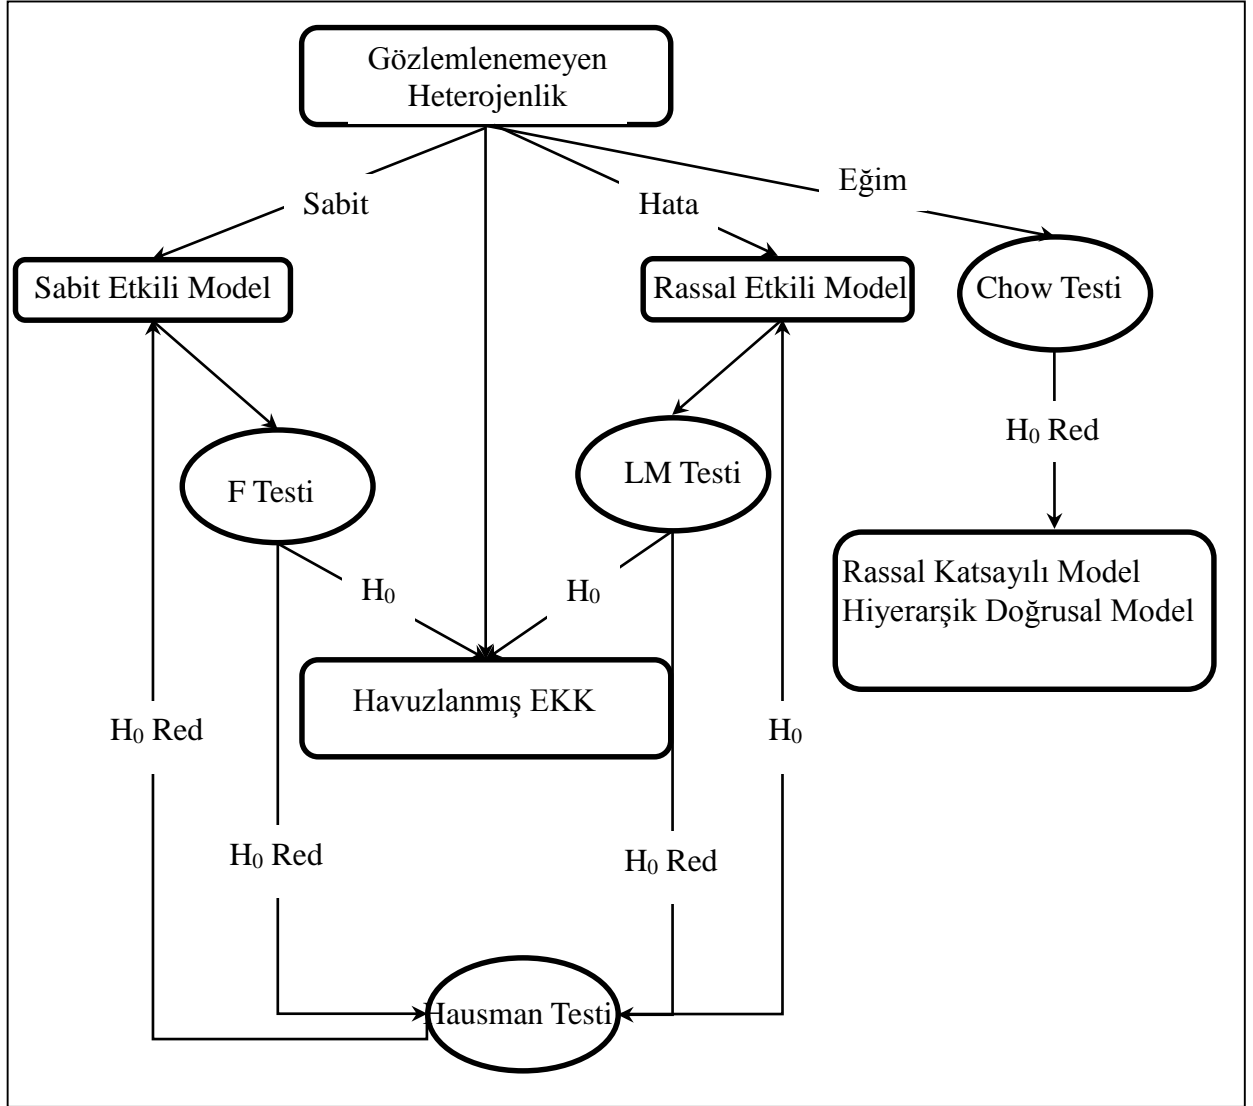 Gözlemlenemeyen
Heterojenlik
Eğim
Sabit
Hata
Sabit Etkili Model
Rassal Etkili Model
Chow Testi
H₀ Red
F Testi
LM Testi
H₀
H₀
Rassal Katsayılı Model
Hiyerarşik Doğrusal Model
Havuzlanmış EKK
H₀ Red
H₀
H₀ Red
H₀ Red
Hausman Testi